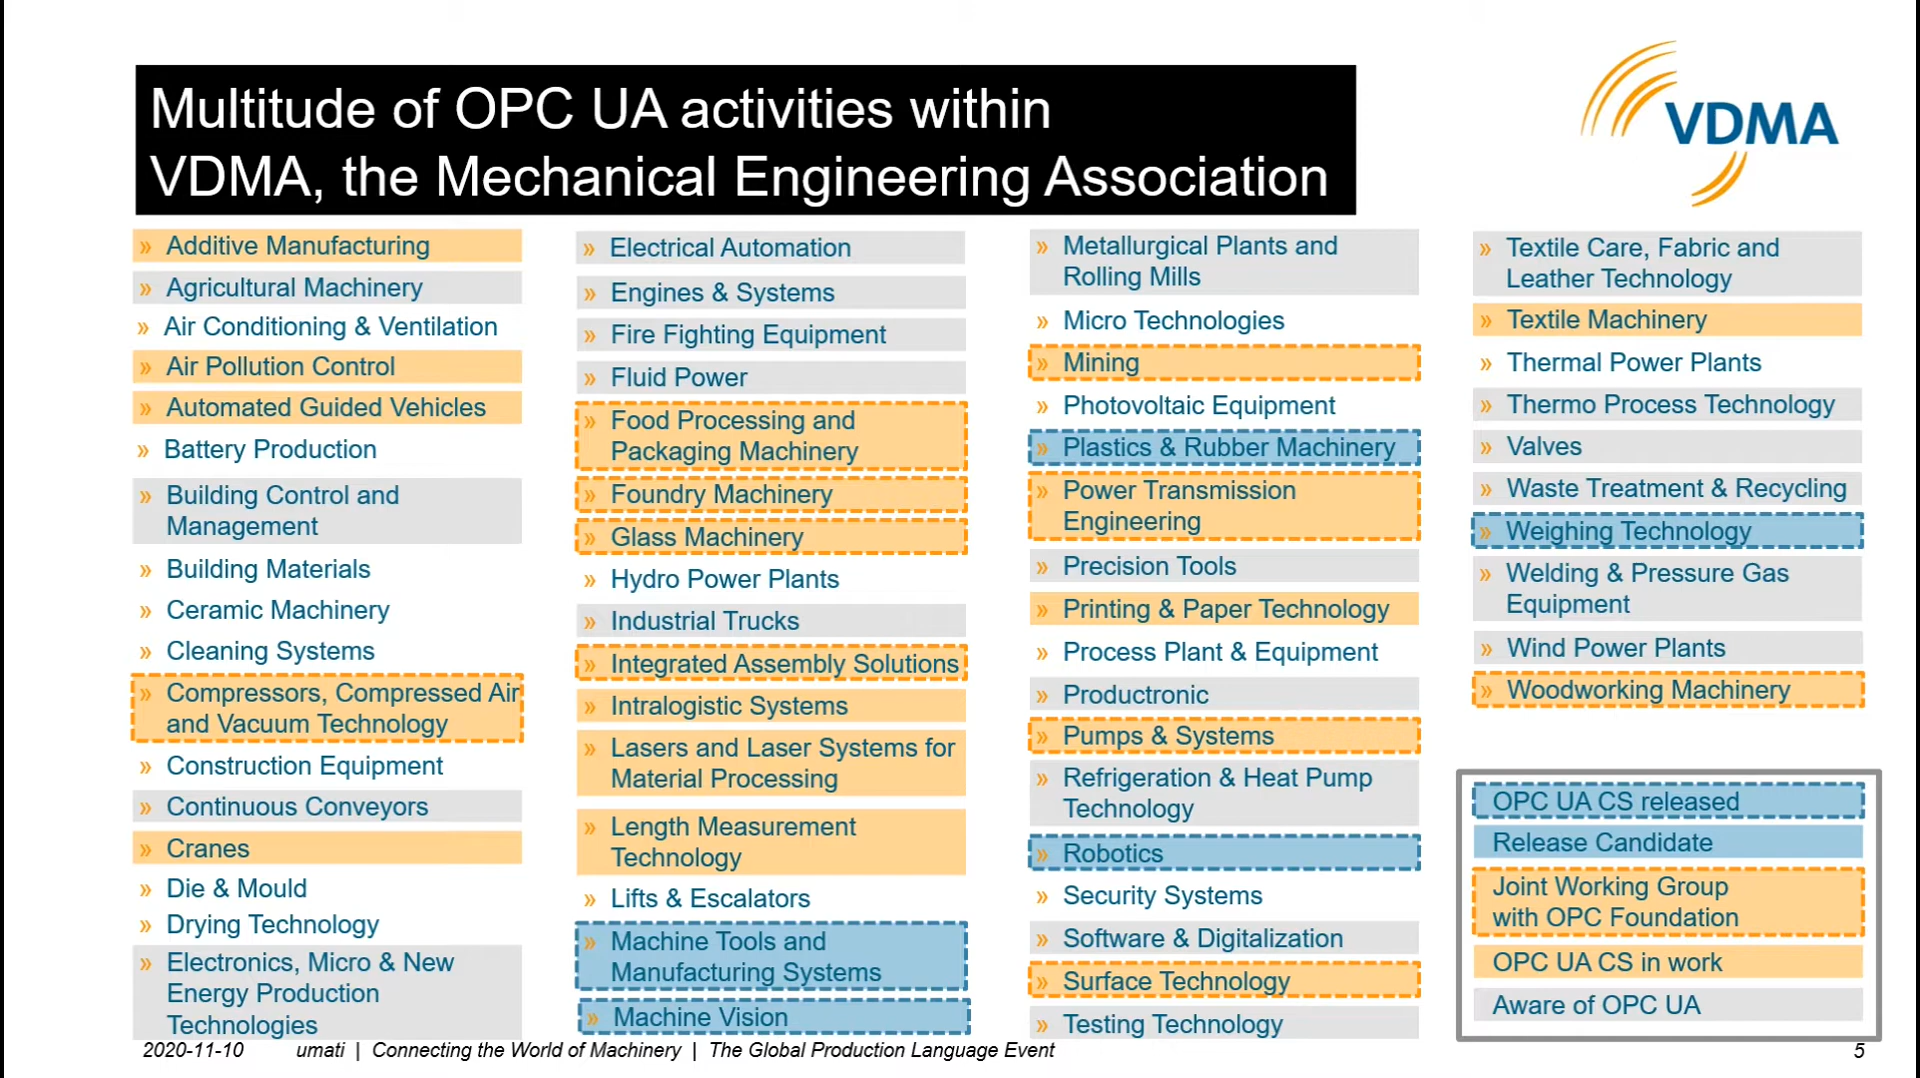 Multitude of OPC UA activities within
VDMA, the Mechanical Engineering Association
VDMA
» Additive Manufacturing
» Agricultural Machinery
» Air Conditioning & Ventilation
» Air Pollution Control
» Automated Guided Vehicles
» Battery Production
» Building Control and
Management
» Building Materials
» Ceramic Machinery
» Cleaning Systems
» Compressors, Compressed Air
and Vacuum Technology
» Construction Equipment
» Continuous Conveyors
» Cranes
» Die & Mould
» Drying Technology
» Electronics, Micro & New
Energy Production
Technologies
» Electrical Automation
» Engines & Systems
» Fire Fighting Equipment
» Fluid Power
» Food Processing and
Packaging Machinery
» Foundry Machinery
» Glass Machinery
» Hydro Power Plants
» Industrial Trucks
» Integrated Assembly Solutions
» Intralogistic Systems
» Lasers and Laser Systems for
Material Processing
» Length Measurement
Technology
» Lifts & Escalators
» Machine Tools and
Manufacturing Systems
» Machine Vision
» Metallurgical Plants and
Rolling Mills
» Micro Technologies
» Mining
» Photovoltaic Equipment
» Plastics & Rubber Machinery
» Power Transmission
Engineering
» Precision Tools
» Printing & Paper Technology
» Process Plant & Equipment
» Productronic
» Pumps & Systems
» Refrigeration & Heat Pump
Technology
» Robotics
» Security Systems
» Software & Digitalization
» Surface Technology
» Testing Technology
» Textile Care, Fabric and
Leather Technology
» Textile Machinery
» Thermal Power Plants
» Thermo Process Technology
» Valves
» Waste Treatment & Recycling
» Weighing Technology
» Welding & Pressure Gas
Equipment
» Wind Power Plants
» Woodworking Machinery
OPC UA CS released
Release Candidate
Joint Working Group
with OPC Foundation
OPC UA CS in work
Aware of OPC UA
2020-11-10 umati | Connecting the World of Machinery | The Global Production Language Event 5